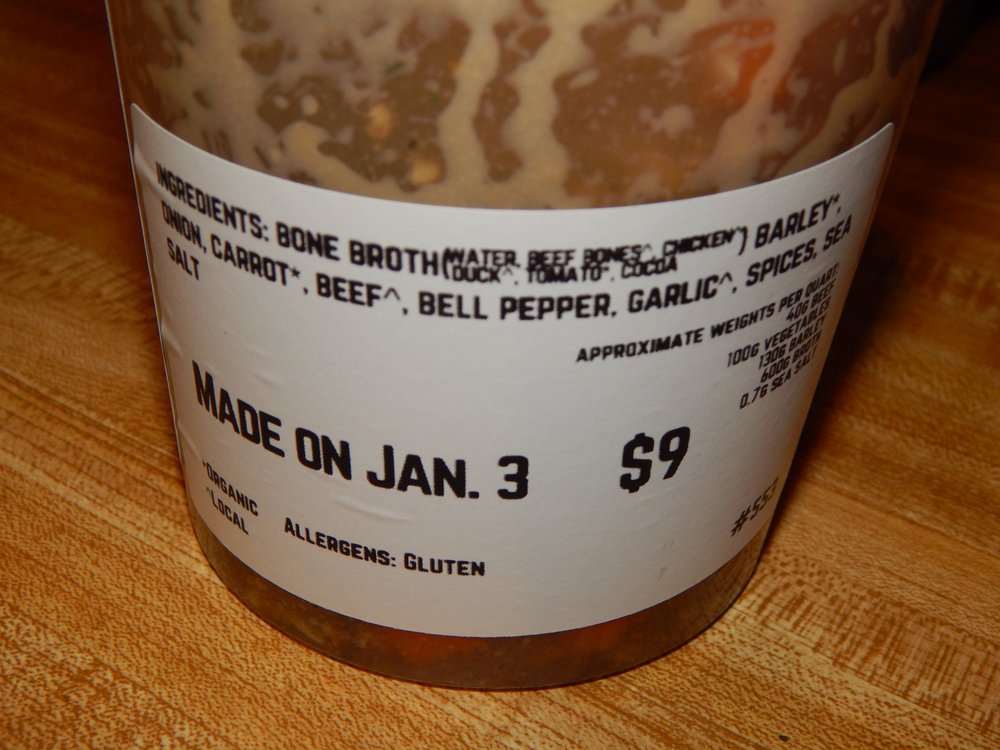 INGREDIENTS: BONE BROTH (WATER, BEEF BONES^, CHICKEN^, DUCK^, TOMATO*, COCOA) BARLEY*,
ONION, CARROT*, BEEF^, BELL PEPPER, GARLIC^, SPICES, SEA
SALT
APPROXIMATE WEIGHTS PER QUART:
40G BEEF
100G VEGETABLES
130G BARLEY
600G BROTH
0.7G SEA SALT
MADE ON JAN. 3 $9
*ORGANIC
^LOCAL
ALLERGENS: GLUTEN
#553